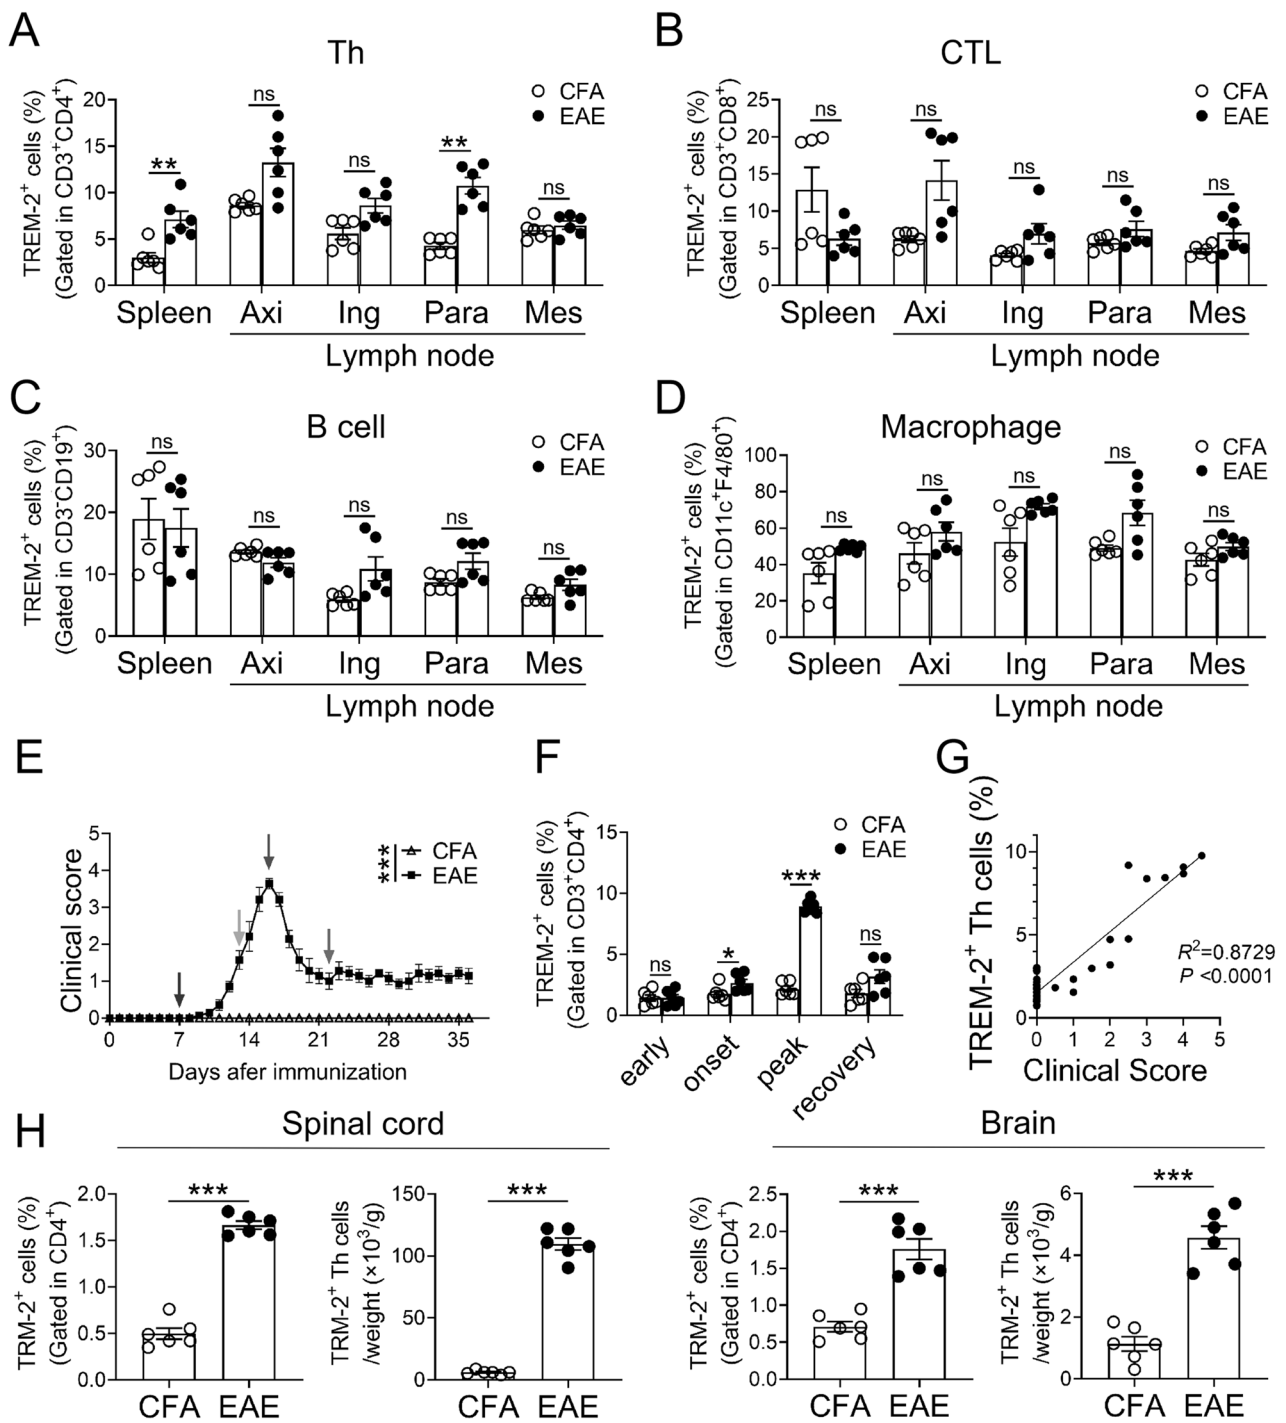 A
Th
TREM-2+ cells (%)
(Gated in CD3+CD4+)
20
15
10
5
0
**
ns
ns
**
ns
CFA
EAE
Spleen Axi Ing Para Mes
Lymph node
B
CTL
TREM-2+ cells (%)
(Gated in CD3+CD8+)
25
20
15
10
5
0
ns
ns
ns
ns
ns
CFA
EAE
Spleen Axi Ing Para Mes
Lymph node
C
B cell
TREM-2+ cells (%)
(Gated in CD3-CD19+)
30
20
10
0
ns
ns
ns
ns
ns
CFA
EAE
Spleen Axi Ing Para Mes
Lymph node
D
Macrophage
TREM-2+ cells (%)
(Gated in CD11c+F4/80+)
100
80
60
40
20
0
ns
ns
ns
ns
ns
CFA
EAE
Spleen Axi Ing Para Mes
Lymph node
E
Clinical score
5
4
3
2
1
0
***
CFA
EAE
0 7 14 21 28 35
Days afer immunization
F
TREM-2+ cells (%)
(Gated in CD3+CD4+)
15
10
5
0
ns
*
***
ns
CFA
EAE
early onset peak recovery
G
TREM-2+ Th cells (%)
10
5
0
R2=0.8729
P <0.0001
0 1 2 3 4 5
Clinical Score
H
Spinal cord
TRM-2+ cells (%)
(Gated in CD4+)
2.0
1.5
1.0
0.5
0.0
***
CFA EAE
TRM-2+ Th cells
/weight (×103/g)
150
100
50
0
***
CFA EAE
Brain
TRM-2+ cells (%)
(Gated in CD4+)
2.5
2.0
1.5
1.0
0.5
0.0
***
CFA EAE
TRM-2+ Th cells
/weight (×103/g)
6
4
2
0
***
CFA EAE